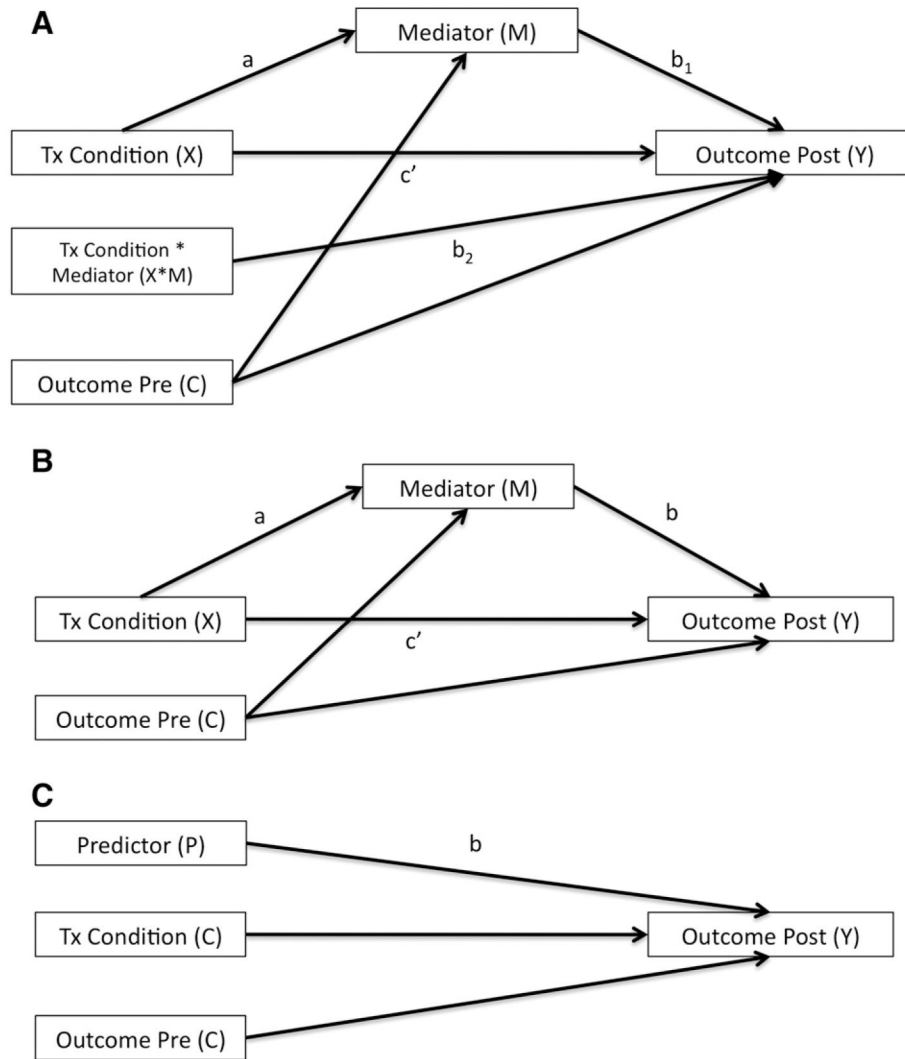 A
Mediator (M)
a
b₁
Tx Condition (X)
Outcome Post (Y)
c’
Tx Condition *
Mediator (X*M)
b₂
Outcome Pre (C)
B
Mediator (M)
a
b
Tx Condition (X)
Outcome Post (Y)
c’
Outcome Pre (C)
C
Predictor (P)
b
Tx Condition (C)
Outcome Post (Y)
Outcome Pre (C)